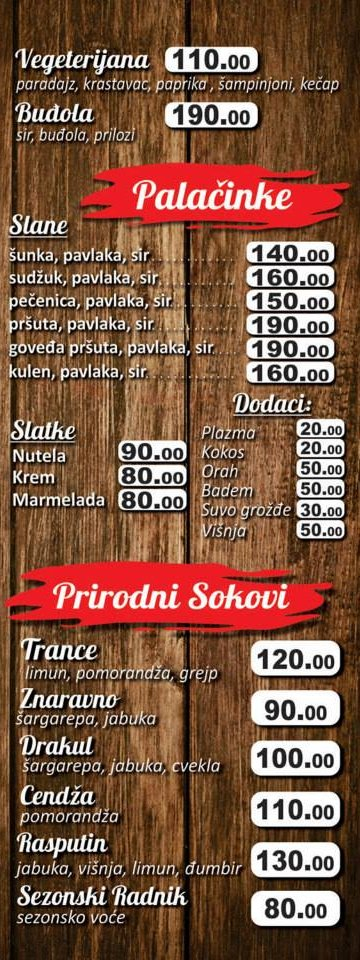 Vegeterijana 110.00
paradajz, krastavac, paprika , šampinjoni, kečap
Buđola 190.00
sir, buđola, prilozi
Palačinke
Slane
šunka, pavlaka, sir............ 140.00
sudžuk, pavlaka, sir............ 160.00
pečenica, pavlaka, sir......... 150.00
pršuta, pavlaka, sir............ 190.00
goveđa pršuta, pavlaka, sir.... 190.00
kulen, pavlaka, sir............ 160.00
Slatke
Nutela 90.00
Krem 80.00
Marmelada 80.00
Dodaci:
Plazma 20.00
Kokos 20.00
Orah 50.00
Badem 50.00
Suvo grožđe 30.00
Višnja 50.00
Prirodni Sokovi
Trance 120.00
limun, pomorandža, grejp
Znaravno 90.00
šargarepa, jabuka
Drakul 100.00
šargarepa, jabuka, cvekla
Cendža 110.00
pomorandža
Rasputin 130.00
jabuka, višnja, limun, đumbir
Sezonski Radnik 80.00
sezonsko voće